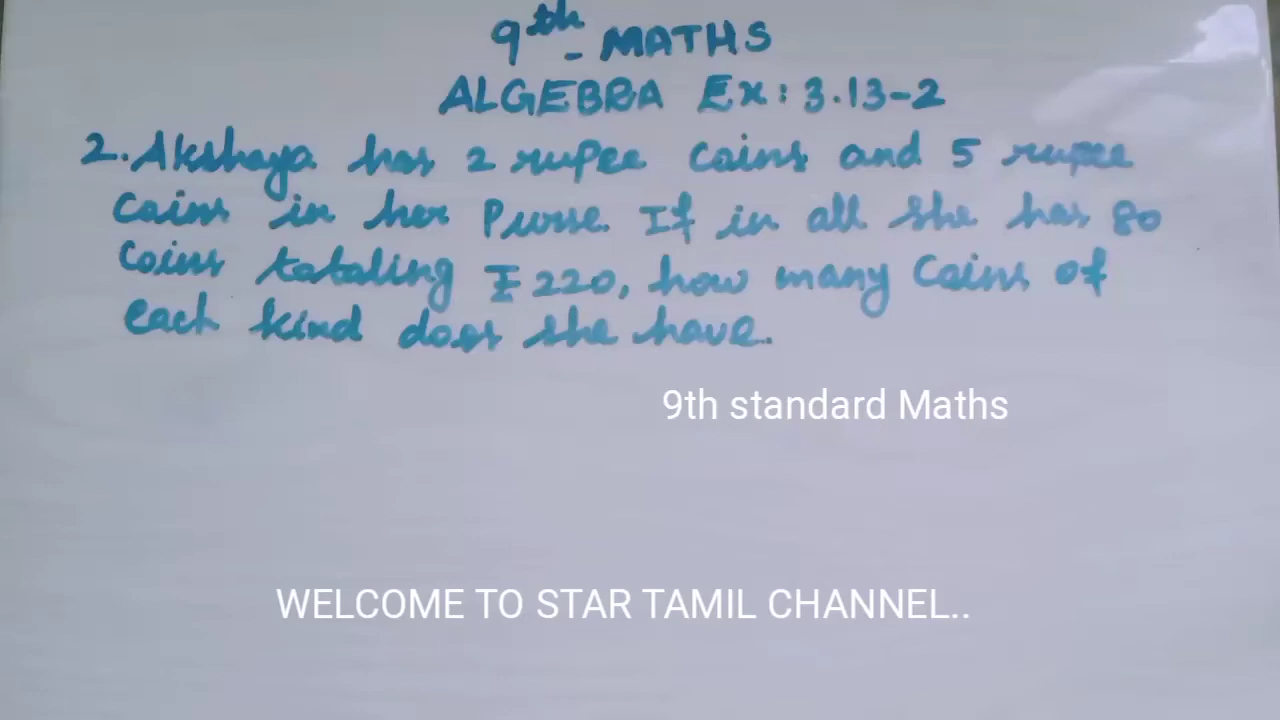 9th - MATHS
ALGEBRA Ex: 3.13-2
2. Akshaya has 2 rupee coins and 5 rupee
coins in her Purse. If in all she has 80
coins totaling ₹ 220, how many coins of
each kind does she have.
9th standard Maths
WELCOME TO STAR TAMIL CHANNEL..